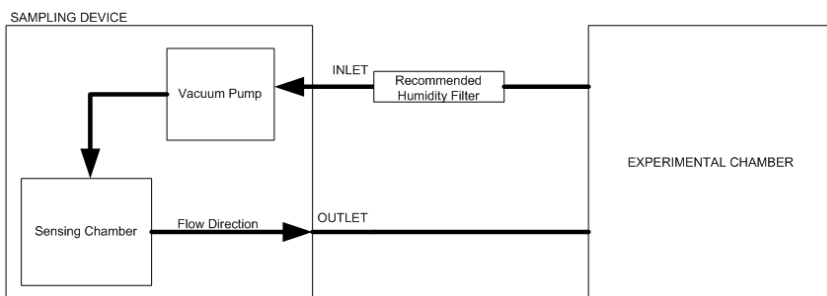 SAMPLING DEVICE
INLET
Recommended
Humidity Filter
Vacuum Pump
EXPERIMENTAL CHAMBER
Sensing Chamber
Flow Direction
OUTLET